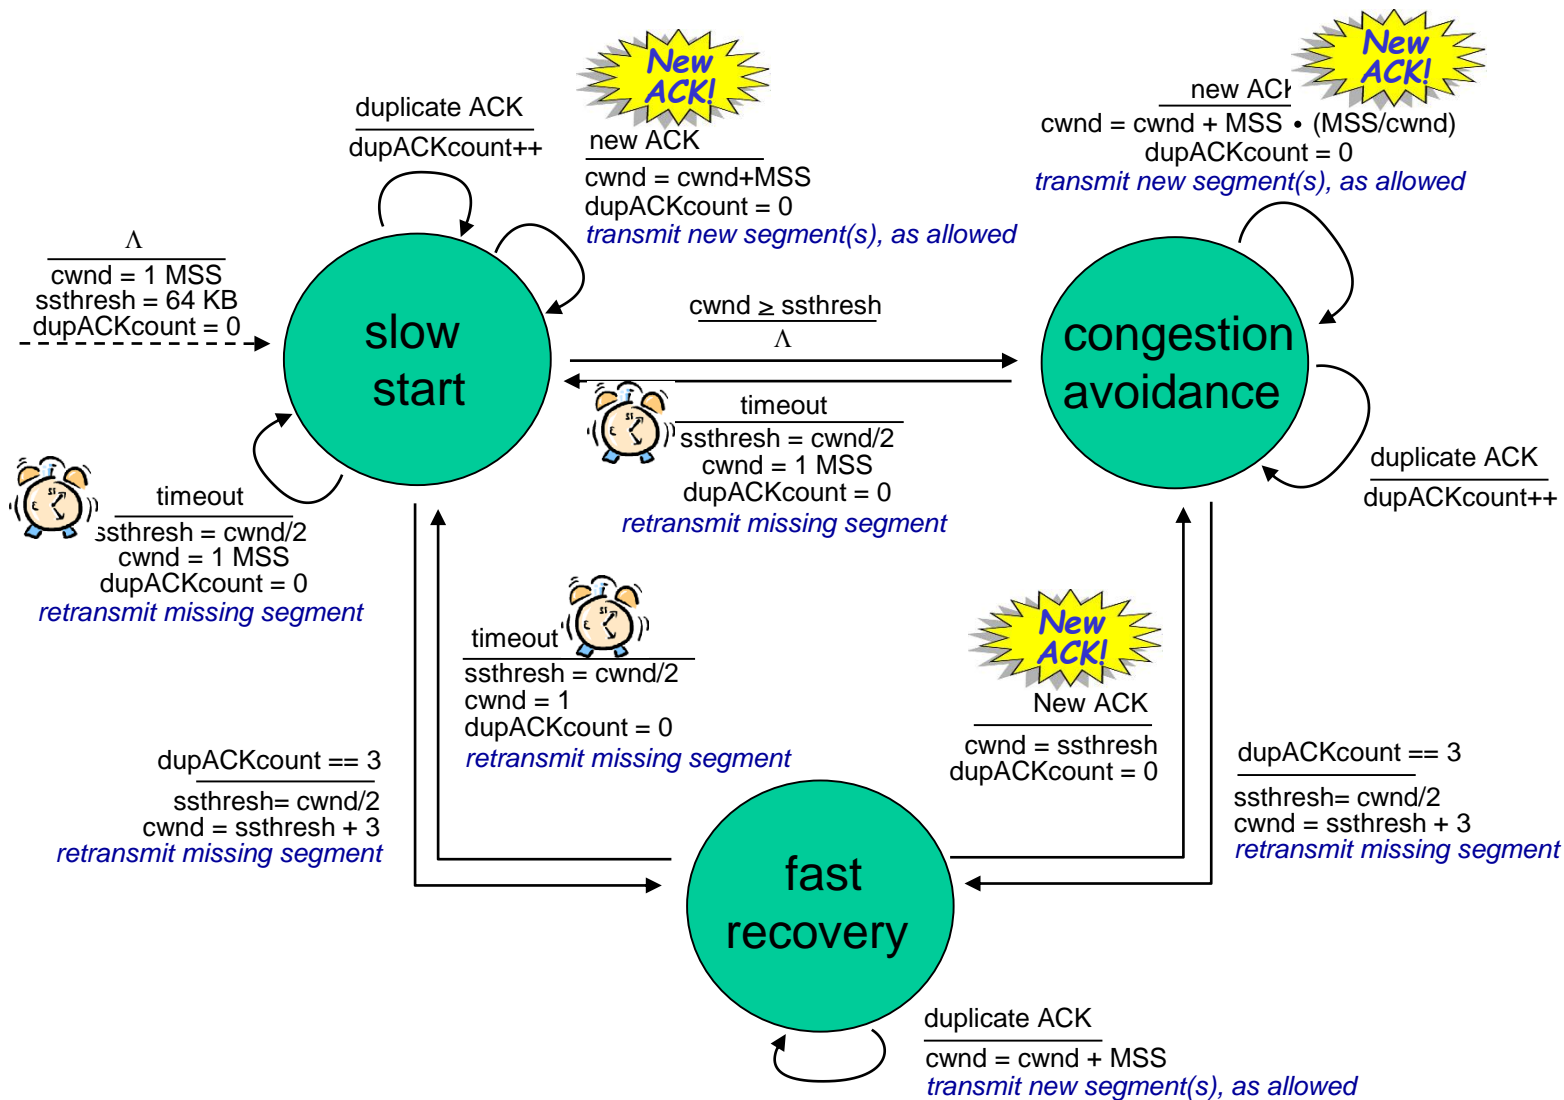 New
ACK!
duplicate ACK
dupACKcount++
new ACK
cwnd = cwnd+MSS
dupACKcount = 0
transmit new segment(s), as allowed
New
ACK!
new ACK
cwnd = cwnd + MSS • (MSS/cwnd)
dupACKcount = 0
transmit new segment(s), as allowed
Λ
cwnd = 1 MSS
ssthresh = 64 KB
dupACKcount = 0
slow
start
cwnd ≥ ssthresh
Λ
congestion
avoidance
timeout
ssthresh = cwnd/2
cwnd = 1 MSS
dupACKcount = 0
retransmit missing segment
duplicate ACK
dupACKcount++
timeout
ssthresh = cwnd/2
cwnd = 1 MSS
dupACKcount = 0
retransmit missing segment
timeout
ssthresh = cwnd/2
cwnd = 1
dupACKcount = 0
retransmit missing segment
New
ACK!
New ACK
cwnd = ssthresh
dupACKcount = 0
dupACKcount == 3
ssthresh= cwnd/2
cwnd = ssthresh + 3
retransmit missing segment
dupACKcount == 3
ssthresh= cwnd/2
cwnd = ssthresh + 3
retransmit missing segment
fast
recovery
duplicate ACK
cwnd = cwnd + MSS
transmit new segment(s), as allowed